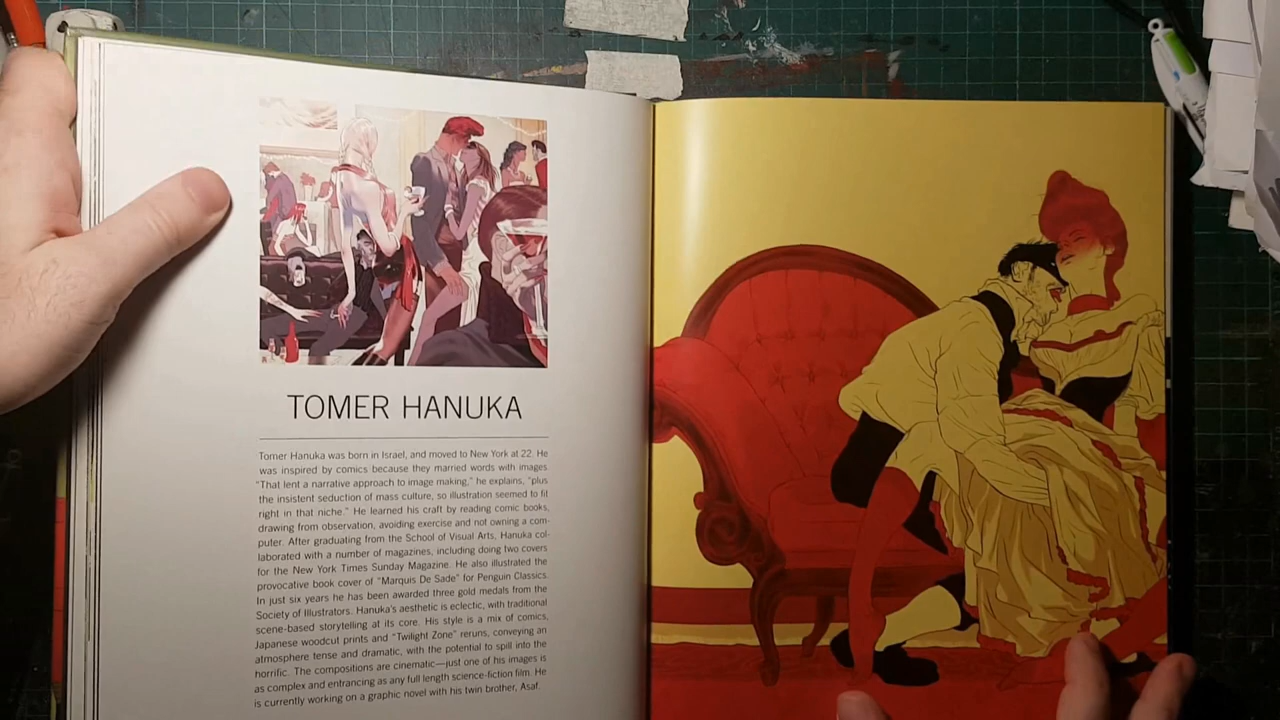 TOMER HANUKA
Tomer Hanuka was born in Israel, and moved to New York at 22. He
was inspired by comics because they married words with images.
"That lent a narrative approach to image making," he explains, "plus
the insistent seduction of mass culture, so illustration seemed to fit
right in that niche." He learned his craft by reading comic books,
drawing from observation, avoiding exercise and not owning a com-
puter. After graduating from the School of Visual Arts, Hanuka col-
laborated with a number of magazines, including doing two covers
for the New York Times Sunday Magazine. He also illustrated the
provocative book cover of "Marquis De Sade" for Penguin Classics.
In just six years he has been awarded three gold medals from the
Society of Illustrators. Hanuka's aesthetic is eclectic, with traditional
scene-based storytelling at its core. His style is a mix of comics,
Japanese woodcut prints and "Twilight Zone" reruns, conveying an
atmosphere tense and dramatic, with the potential to spill into the
horrific. The compositions are cinematic—just one of his images is
as complex and entrancing as any full length science-fiction film. He
is currently working on a graphic novel with his twin brother, Asaf.